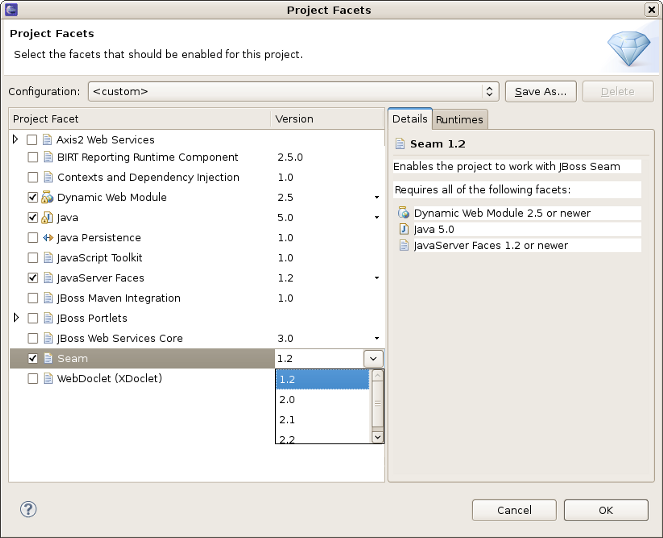 Project Facets
Project Facets
Select the facets that should be enabled for this project.
Configuration: <custom> Save As... Delete
Project Facet Version
Axis2 Web Services
BIRT Reporting Runtime Component 2.5.0
Contexts and Dependency Injection 1.0
Dynamic Web Module 2.5
Java 5.0
Java Persistence 1.0
JavaScript Toolkit 1.0
JavaServer Faces 1.2
JBoss Maven Integration 1.0
JBoss Portlets
JBoss Web Services Core 3.0
Seam 1.2
WebDoclet (XDoclet)
1.2
2.0
2.1
2.2
Details Runtimes
Seam 1.2
Enables the project to work with JBoss Seam
Requires all of the following facets:
Dynamic Web Module 2.5 or newer
Java 5.0
JavaServer Faces 1.2 or newer
Cancel OK